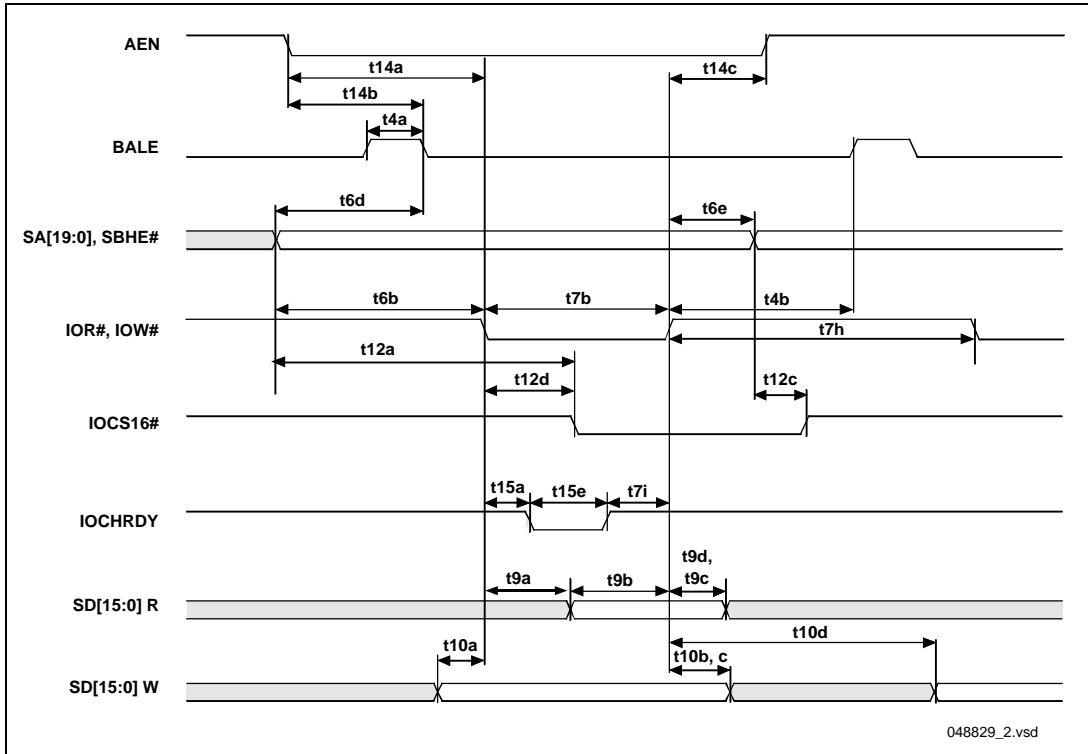 AEN
t14a
t14c
t14b
t4a
BALE
t6d
t6e
SA[19:0], SBHE#
t6b
t7b
t4b
IOR#, IOW#
t7h
t12a
t12d
t12c
IOCS16#
t15a
t15e
t7i
IOCHRDY
t9d,
t9a
t9b
t9c
SD[15:0] R
t10d
t10a
t10b, c
SD[15:0] W
048829_2.vsd